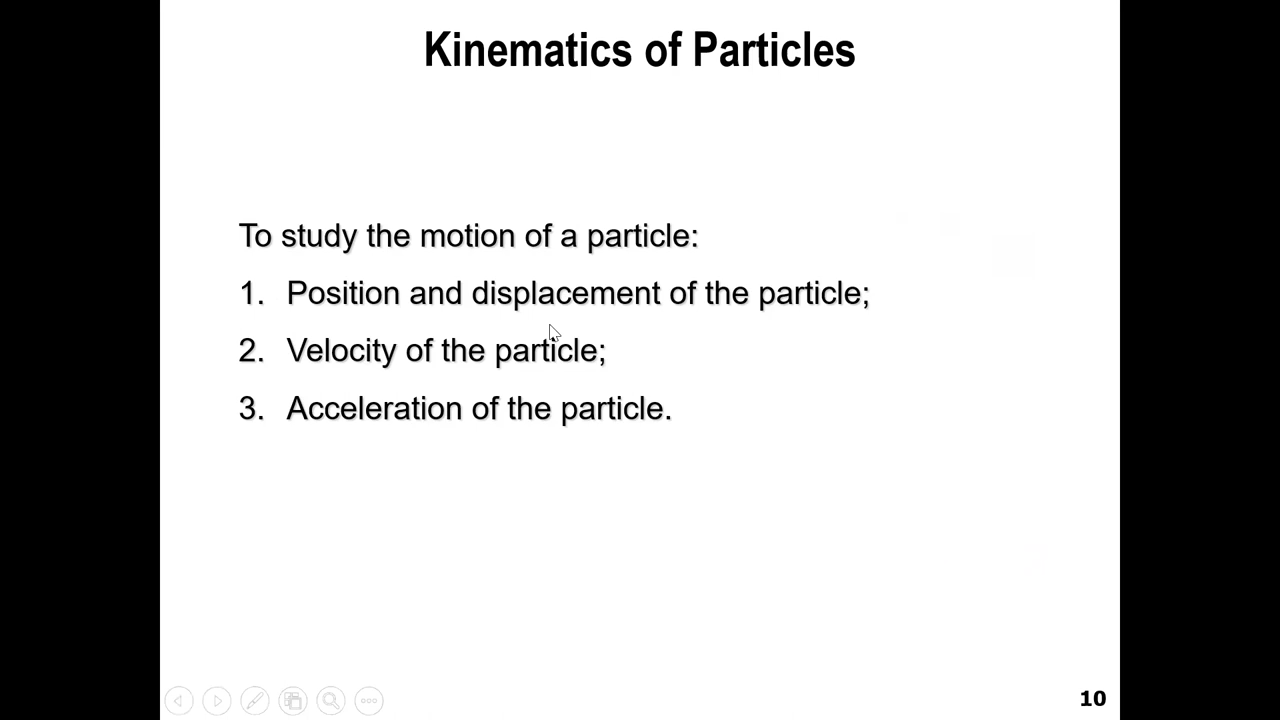 Kinematics of Particles
To study the motion of a particle:
1. Position and displacement of the particle;
2. Velocity of the particle;
3. Acceleration of the particle.
10